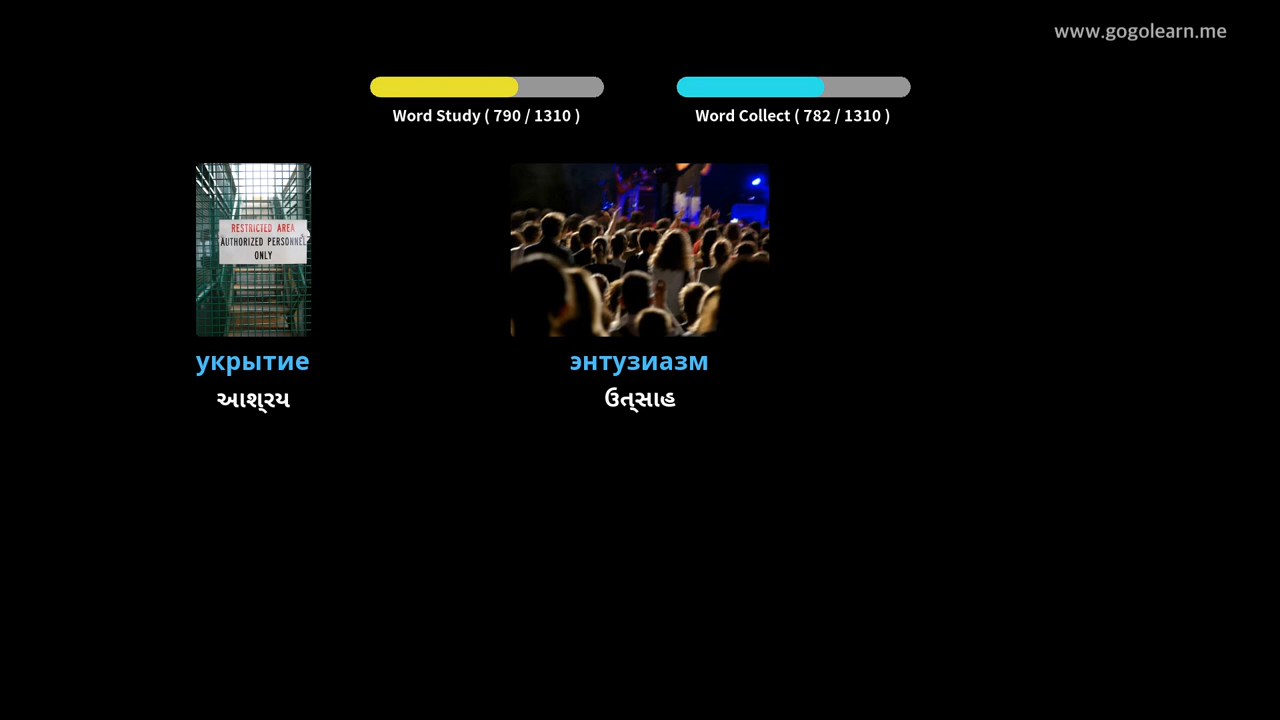 www.gogolearn.me
Word Study ( 790 / 1310 )
Word Collect ( 782 / 1310 )
RESTRICTED AREA
AUTHORIZED PERSONNEL
ONLY
укрытие
энтузиазм
આશ્રય
ઉત્સાહ